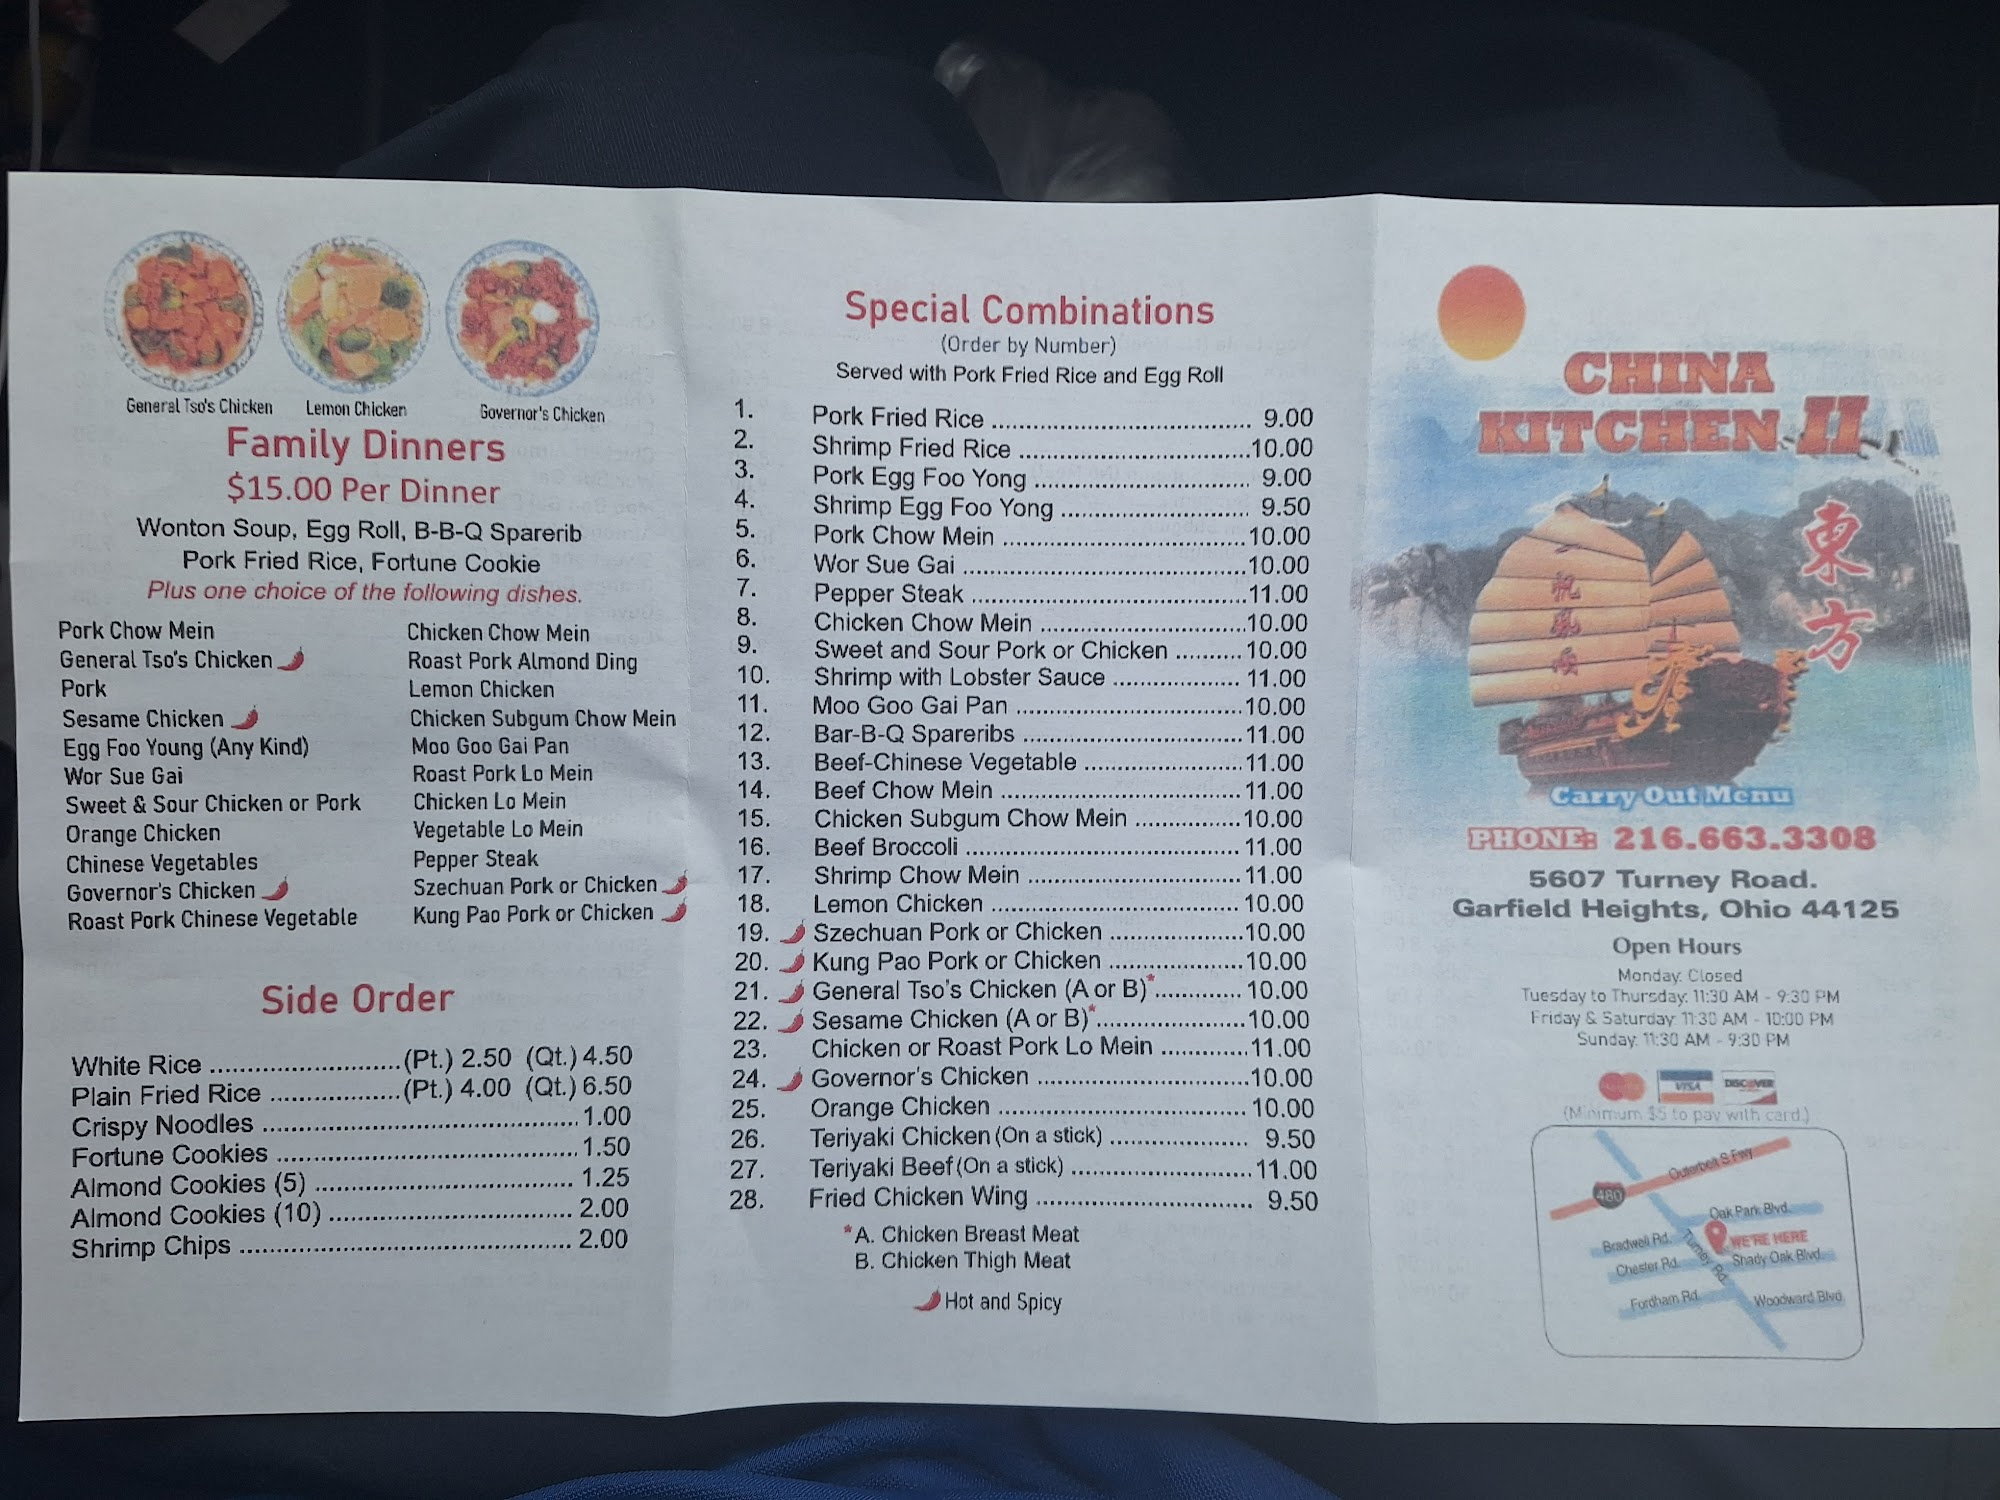 General Tso's Chicken
Lemon Chicken
Governor's Chicken
Family Dinners
$15.00 Per Dinner
Wonton Soup, Egg Roll, B-B-Q Sparerib
Pork Fried Rice, Fortune Cookie
Plus one choice of the following dishes.
Pork Chow Mein
General Tso's Chicken
Pork
Sesame Chicken
Egg Foo Young (Any Kind)
Wor Sue Gai
Sweet & Sour Chicken or Pork
Orange Chicken
Chinese Vegetables
Governor's Chicken
Roast Pork Chinese Vegetable
Chicken Chow Mein
Roast Pork Almond Ding
Lemon Chicken
Chicken Subgum Chow Mein
Moo Goo Gai Pan
Roast Pork Lo Mein
Chicken Lo Mein
Vegetable Lo Mein
Pepper Steak
Szechuan Pork or Chicken
Kung Pao Pork or Chicken
Side Order
White Rice ............................(Pt.) 2.50 (Qt.) 4.50
Plain Fried Rice ...................(Pt.) 4.00 (Qt.) 6.50
Crispy Noodles .............................................. 1.00
Fortune Cookies ............................................ 1.50
Almond Cookies (5) ...................................... 1.25
Almond Cookies (10) .................................... 2.00
Shrimp Chips ................................................. 2.00
Special Combinations
(Order by Number)
Served with Pork Fried Rice and Egg Roll
1. Pork Fried Rice ...................................... 9.00
2. Shrimp Fried Rice ..................................10.00
3. Pork Egg Foo Yong ................................ 9.00
4. Shrimp Egg Foo Yong ............................ 9.50
5. Pork Chow Mein ....................................10.00
6. Wor Sue Gai ..........................................10.00
7. Pepper Steak .........................................11.00
8. Chicken Chow Mein ..............................10.00
9. Sweet and Sour Pork or Chicken ..........10.00
10. Shrimp with Lobster Sauce ................... 11.00
11. Moo Goo Gai Pan .................................10.00
12. Bar-B-Q Spareribs .................................11.00
13. Beef-Chinese Vegetable .......................11.00
14. Beef Chow Mein ....................................11.00
15. Chicken Subgum Chow Mein ................10.00
16. Beef Broccoli .........................................11.00
17. Shrimp Chow Mein ................................11.00
18. Lemon Chicken ..................................... 10.00
19. Szechuan Pork or Chicken ....................10.00
20. Kung Pao Pork or Chicken ....................10.00
21. General Tso's Chicken (A or B)*............. 10.00
22. Sesame Chicken (A or B)*......................10.00
23. Chicken or Roast Pork Lo Mein .............11.00
24. Governor's Chicken ................................10.00
25. Orange Chicken ..................................... 10.00
26. Teriyaki Chicken (On a stick) .................... 9.50
27. Teriyaki Beef (On a stick) ...........................11.00
28. Fried Chicken Wing ................................ 9.50
*A. Chicken Breast Meat
B. Chicken Thigh Meat
Hot and Spicy
CHINA
KITCHEN II
東方
一帆風順
Carry Out Menu
PHONE: 216.663.3308
5607 Turney Road.
Garfield Heights, Ohio 44125
Open Hours
Monday: Closed
Tuesday to Thursday: 11:30 AM - 9:30 PM
Friday & Saturday: 11:30 AM - 10:00 PM
Sunday: 11:30 AM - 9:30 PM
VISA
DISCOVER
(Minimum $5 to pay with card.)
Outerbelt S Fwy
480
Oak Park Blvd.
Bradwell Rd.
WE'RE HERE
Chester Rd.
Turney Rd.
Shady Oak Blvd.
Fordham Rd.
Woodward Blvd.